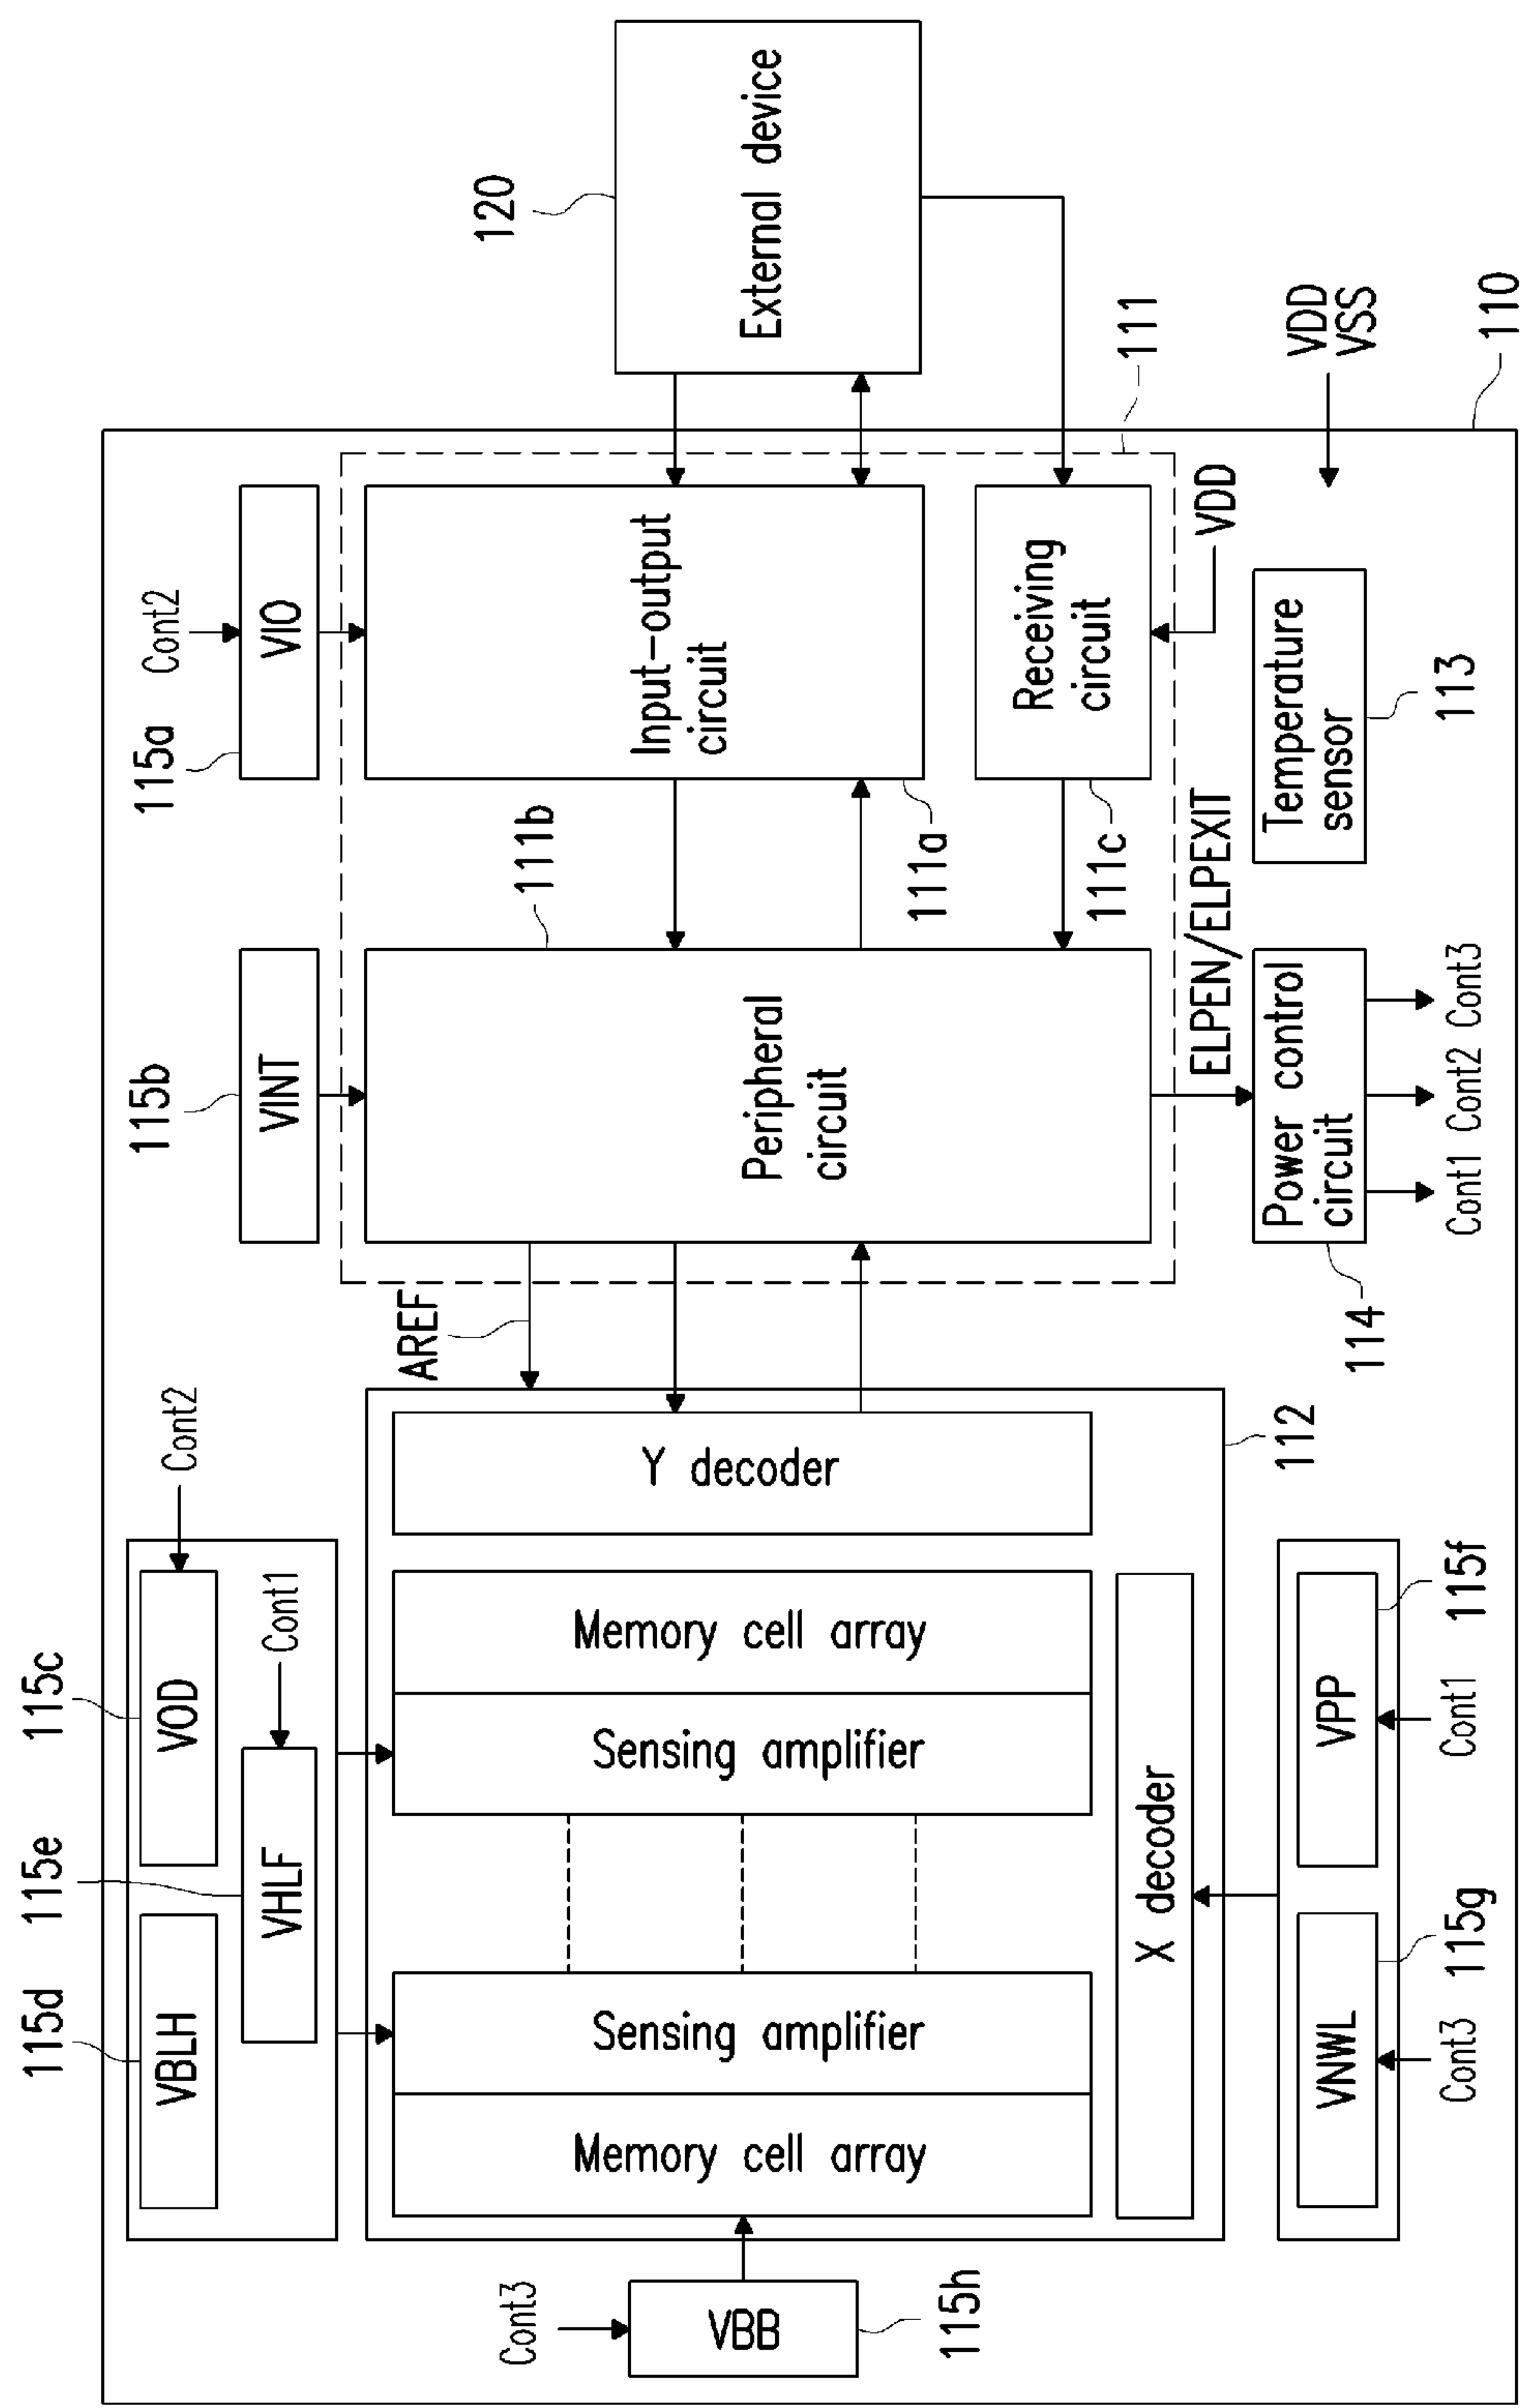 115d
115e
115c
Cont2
115b
115a
Cont2
VBLH
VOD
VHLF
Cont1
VINT
VIO
120
External device
AREF
111b
Cont3
VBB
115h
Memory cell array
Sensing amplifier
Sensing amplifier
Memory cell array
Y decoder
Peripheral
circuit
Input-output
circuit
111a
X decoder
111c
Receiving
circuit
111
112
ELPEN/ELPEXIT
VDD
VNWL
VPP
Power control
circuit
Temperature
sensor
VDD
VSS
115g
115f
114
113
Cont3
Cont1
Cont1
Cont2
Cont3
110